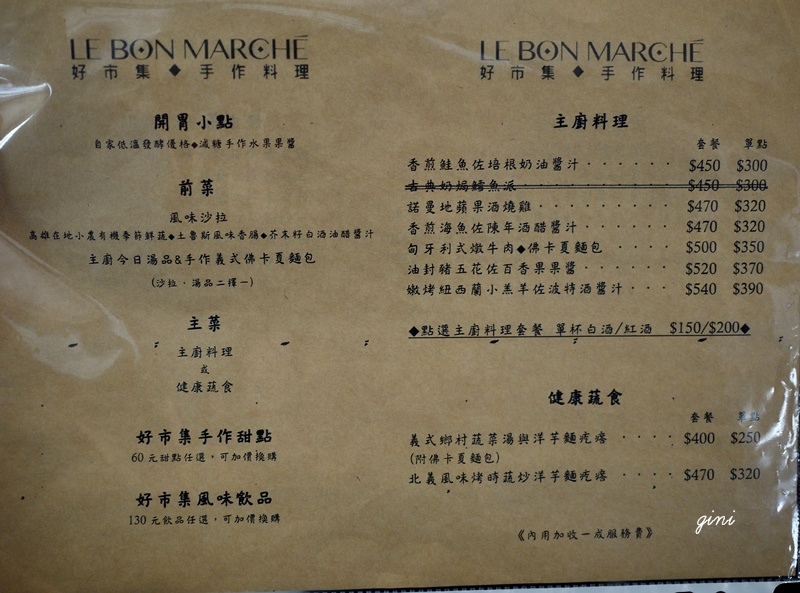 LE BON MARCHÉ
好市集◆手作料理
開胃小點
自家低溫發酵優格◆減糖手作水果果醬
前菜
風味沙拉
高雄在地小農有機季節鮮蔬◆土魯斯風味香腸◆芥末籽白酒油醋醬汁
主廚今日湯品&手作義式佛卡夏麵包
(沙拉、湯品二擇一)
主菜
主廚料理
或
健康蔬食
好市集手作甜點
60元甜點任選，可加價換購
好市集風味飲品
130元飲品任選，可加價換購
LE BON MARCHÉ
好市集◆手作料理
主廚料理
套餐 單點
香煎鮭魚佐培根奶油醬汁 · · · · · · $450 $300
古典奶焗鱈魚派 · · · · · · · · · · $450 $300
諾曼地蘋果酒燒雞 · · · · · · · · · $470 $320
香煎海魚佐陳年酒醋醬汁 · · · · · · $470 $320
匈牙利式燉牛肉◆佛卡夏麵包 · · · · $500 $350
油封豬五花佐百香果果醬 · · · · · · $520 $370
嫩烤紐西蘭小羔羊佐波特酒醬汁 · · · $540 $390
◆點選主廚料理套餐 單杯白酒/紅酒 $150/$200◆
健康蔬食
套餐 單點
義式鄉村蔬菜湯與洋芋麵疙瘩 · · · · $400 $250
(附佛卡夏麵包)
北義風味烤時蔬炒洋芋麵疙瘩 · · · · $470 $320
《內用加收一成服務費》
gini